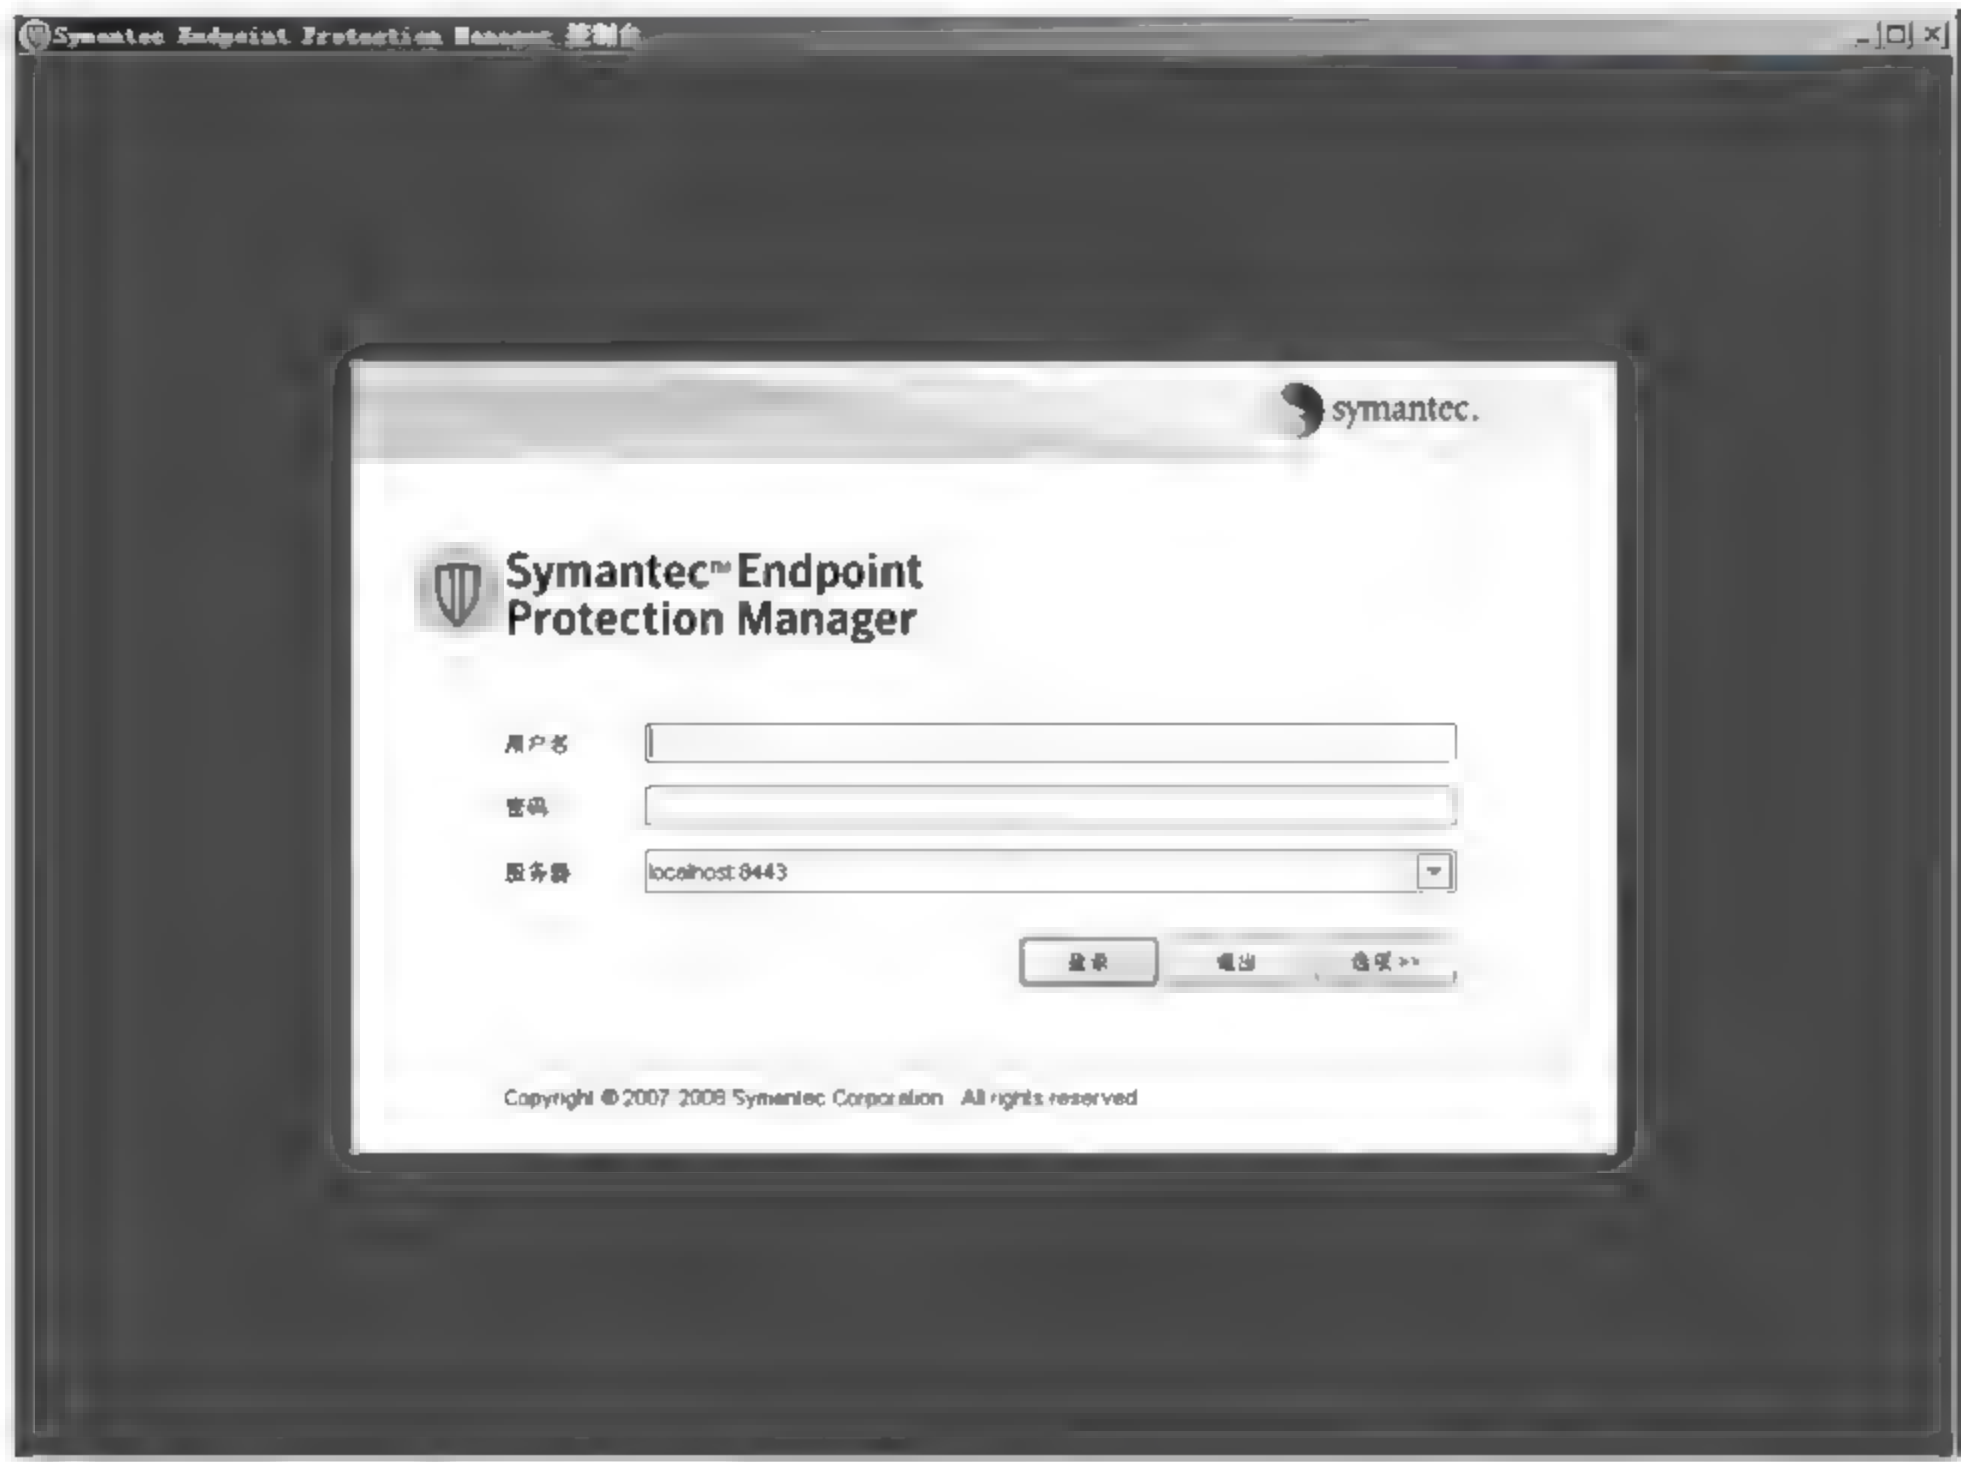 Symantec Endpoint Protection Manager 控制台
symantec.
Symantec™ Endpoint
Protection Manager
用户名
密码
服务器
localhost:8443
登录 退出 选项 >>
Copyright © 2007-2008 Symantec Corporation. All rights reserved